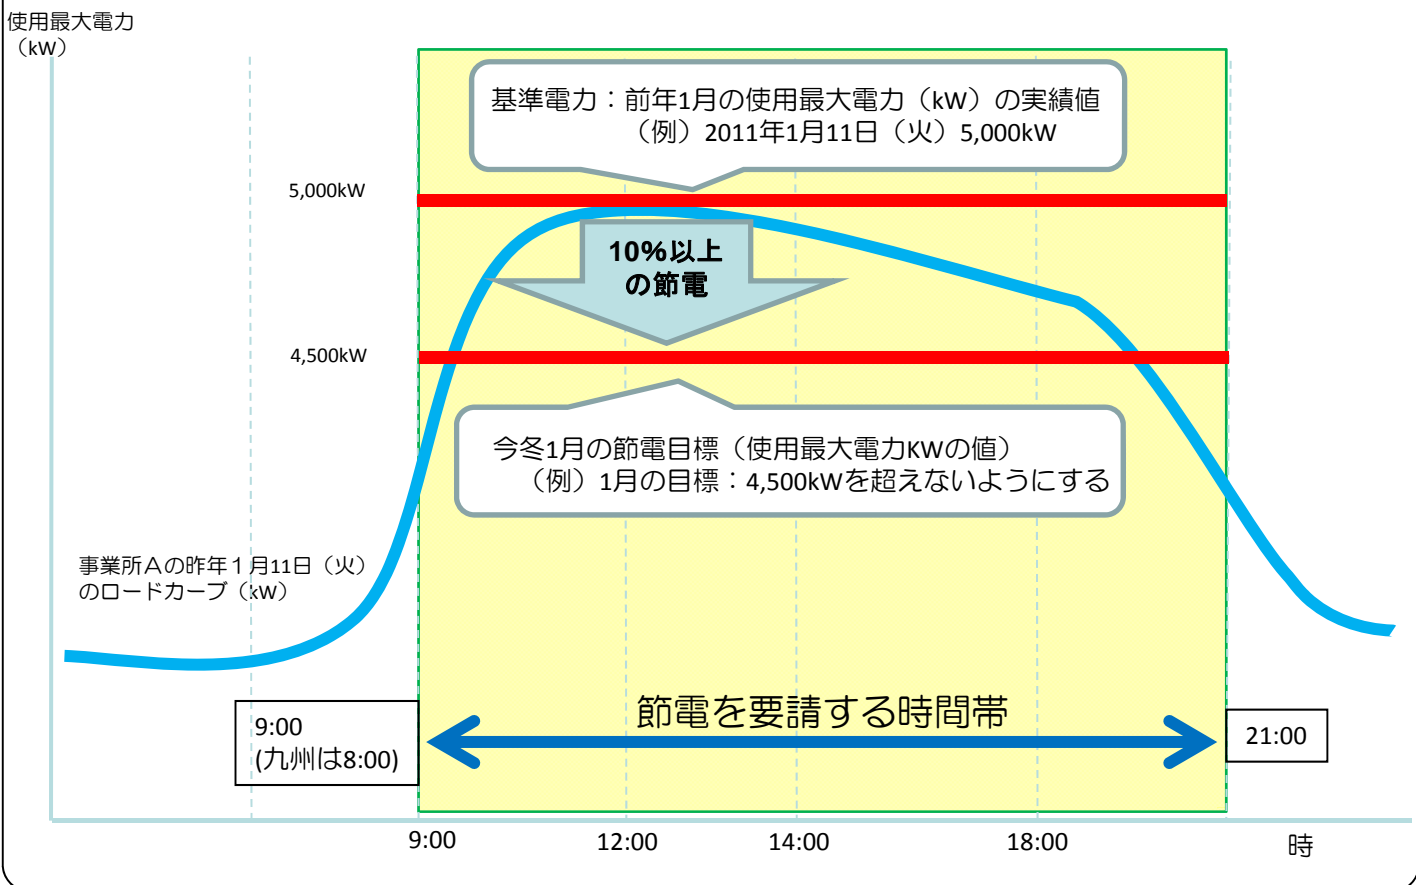 使用最大電力
（kW）
基準電力：前年1月の使用最大電力（kW）の実績値
（例）2011年1月11日（火）5,000kW
5,000kW
10%以上
の節電
4,500kW
今冬1月の節電目標（使用最大電力KWの値）
（例）1月の目標：4,500kWを超えないようにする
事業所Ａの昨年１月11日（火）
のロードカーブ（kW）
節電を要請する時間帯
9:00
(九州は8:00)
21:00
9:00
12:00
14:00
18:00
時